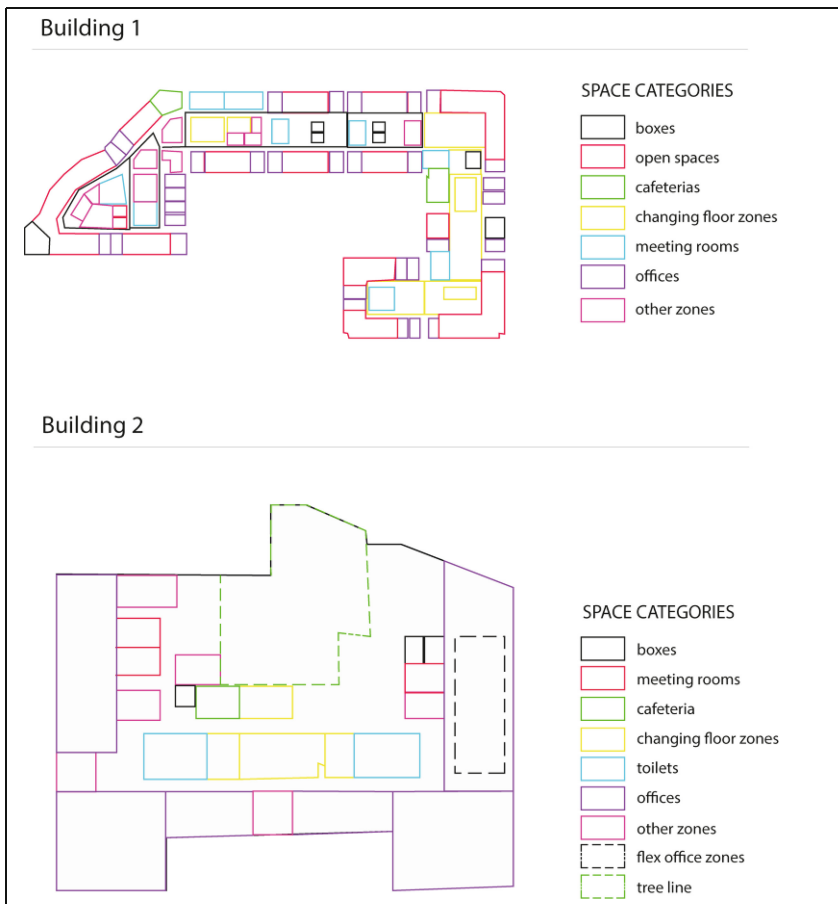 Building 1
SPACE CATEGORIES
boxes
open spaces
cafeterias
changing floor zones
meeting rooms
offices
other zones
Building 2
SPACE CATEGORIES
boxes
meeting rooms
cafeteria
changing floor zones
toilets
offices
other zones
flex office zones
tree line